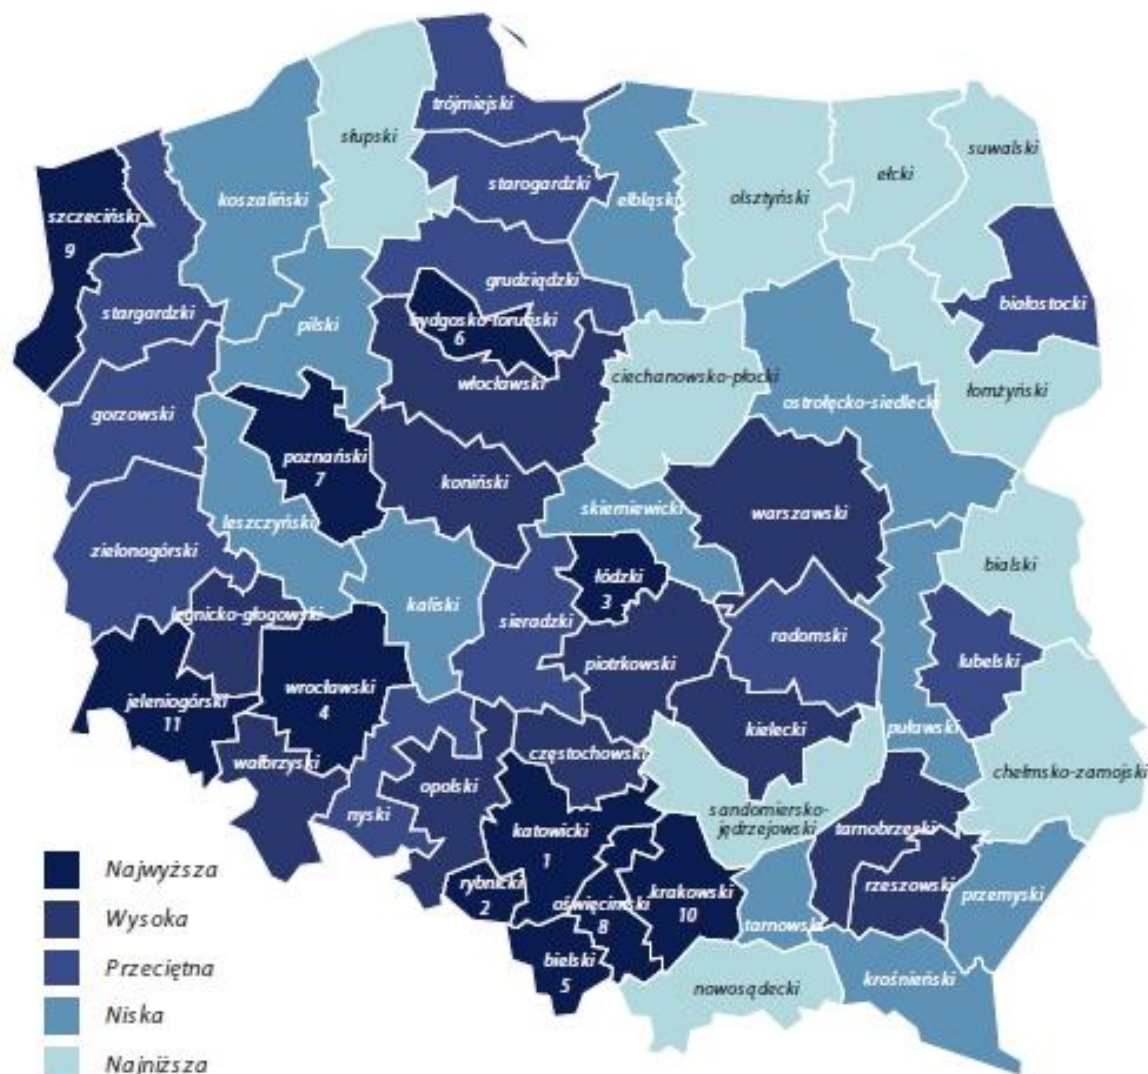 trójmiejski
słupski
suwalski
ełcki
starogardzki
koszaliński
elbląski
olsztyński
szczeciński
9
grudziądzki
białostocki
stargardzki
pilski
bydgosko-toruński
6
włocławski
ciechanowsko-płocki
ostrołęcko-siedlecki
łomżyński
gorzowski
poznański
7
koniński
skierniewicki
warszawski
leszczyński
zielonogórski
bialski
łódzki
3
legnicko-głogowski
kaliski
sieradzki
radomski
piotrkowski
lubelski
wrocławski
4
jeleniogórski
11
kielecki
puławski
częstochowski
wałbrzyski
chełmsko-zamojski
opolski
nyski
sandomiersko-
jędrzejowski
tarnobrzeski
katowicki
1
rybnicki
2
oświęcimski
8
krakowski
10
rzeszowski
przemyski
tarnowski
bielski
5
nowosądecki
krośnieński
Najwyższa
Wysoka
Przeciętna
Niska
Najniższa